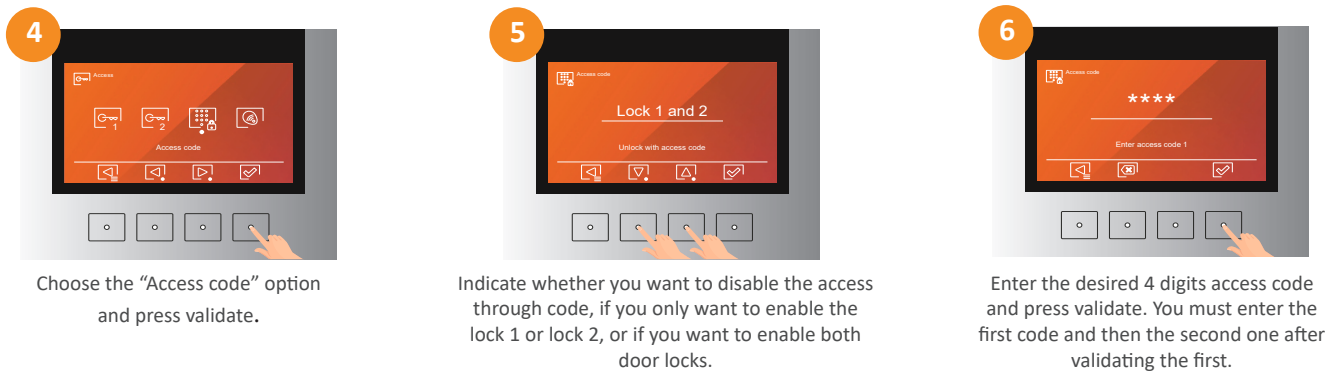 4
Access
1
2
Access code
Choose the “Access code” option
and press validate.
5
Access code
Lock 1 and 2
Unlock with access code
Indicate whether you want to disable the access
through code, if you only want to enable the
lock 1 or lock 2, or if you want to enable both
door locks.
6
Access code
****
Enter access code 1
Enter the desired 4 digits access code
and press validate. You must enter the
first code and then the second one after
validating the first.